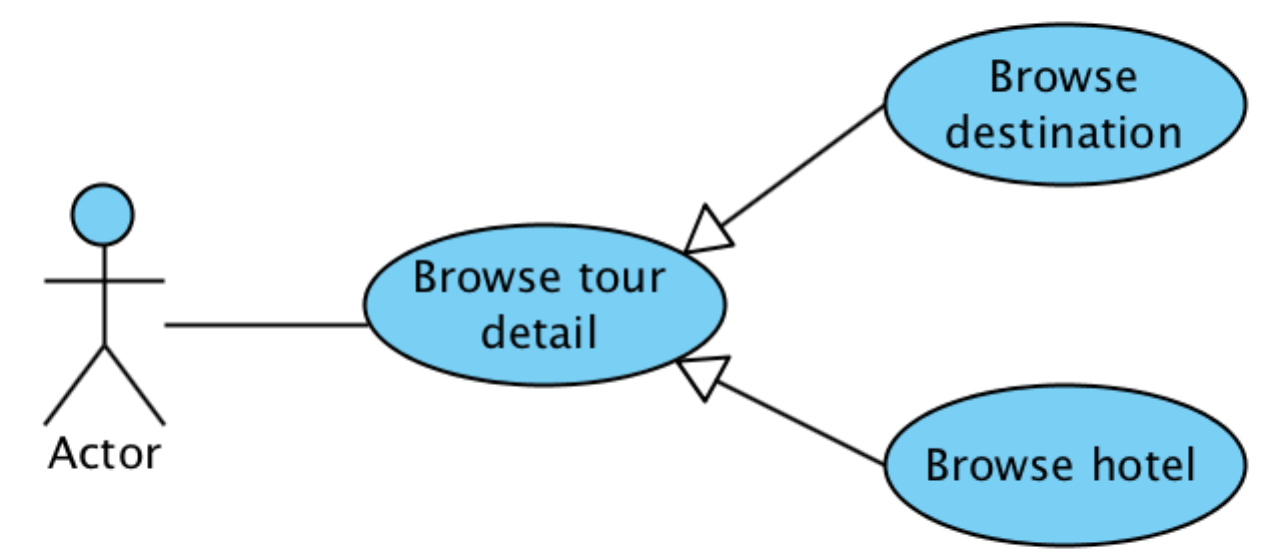 Browse
destination
Browse tour
detail
Actor
Browse hotel